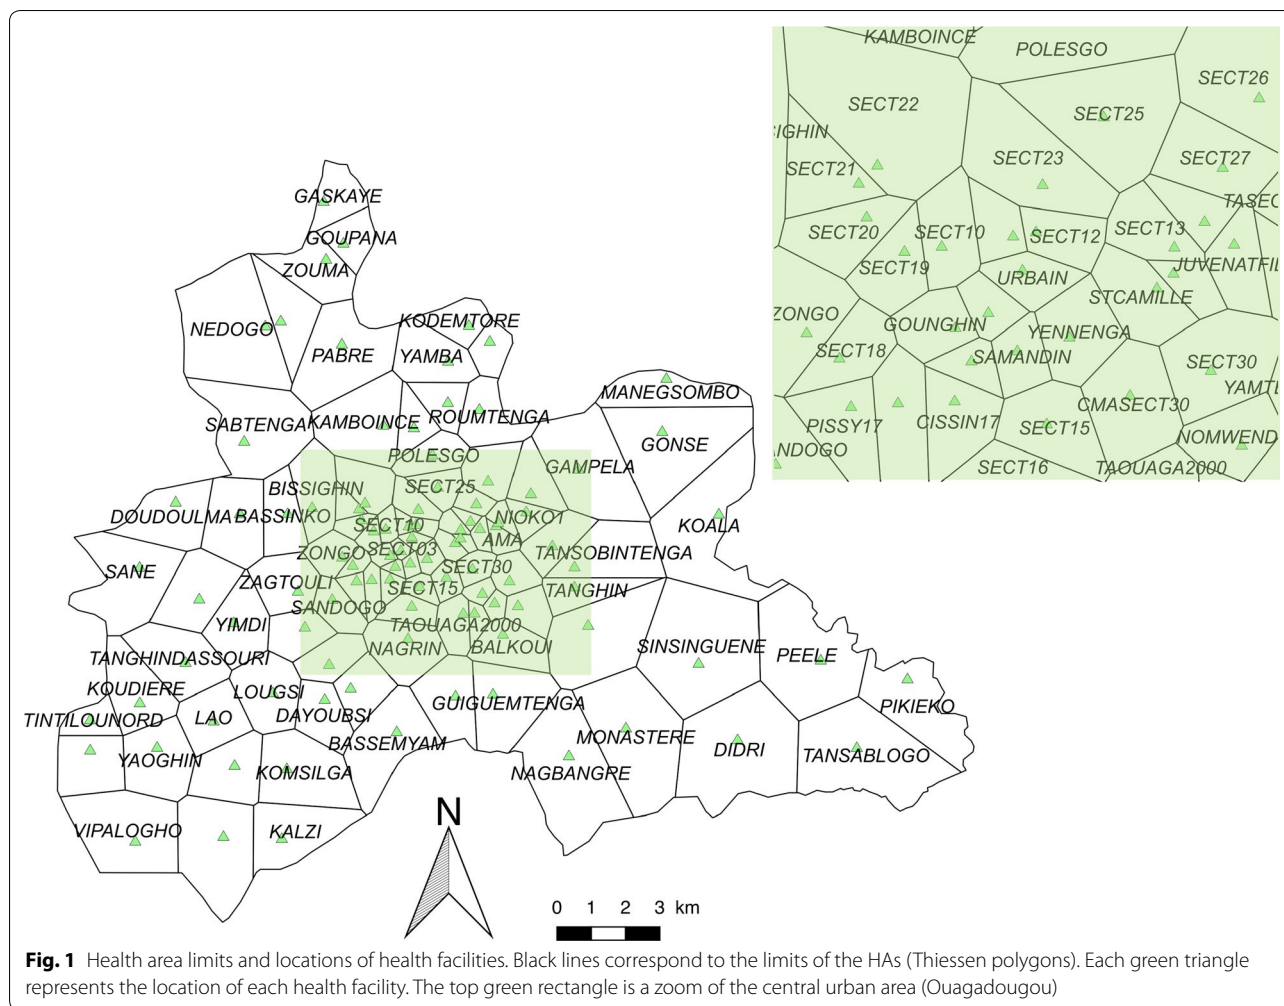 KAMBOINCE
POLESGO
SECT26
SECT22
SECT25
IGHIN
SECT23
SECT27
SECT21
TASEC
SECT20
SECT10
SECT12
SECT13
SECT19
URBAIN
JUVENATFIL
STCAMILLE
ZONGO
GOUNGHIN
YENNENGA
SECT18
SAMANDIN
SECT30
YAMTE
CMASECT30
PISSY17
CISSIN17
SECT15
NOMWEND
NDOGO
SECT16
TAOUAGA2000
GASKAYE
GOUPANA
ZOUMA
NEDOGO
KODEMTORE
PABRE
YAMBA
MANEGSOMBO
SABTENGA
KAMBOINCE
ROUMTENGA
GONSE
POLESGO
GAMPELA
BISSIGHIN
SECT25
DOUDOULMA
BASSINKO
SECT10
NIOKO1
KOALA
AMA
ZONGO
SECT03
TANSOBINTENGA
SANE
SECT30
ZAGTOULI
SECT15
TANGHIN
SANDOGO
YIMDI
TAOUAGA2000
NAGRIN
BALKOUI
SINSINGUENE
PEELE
TANGHINDASSOURI
KOUDIERE
LOUGSI
PIKIEKO
TINTILOUNORD
LAO
DAYOUBSI
GUIGUEMTENGA
BASSEMYAM
MONASTERE
DIDRI
TANSABLOGO
YAOGHIN
KOMSILGA
NAGBANGRE
VIPALOGHO
KALZI
N
0 1 2 3 km
Fig. 1 Health area limits and locations of health facilities. Black lines correspond to the limits of the HAs (Thiessen polygons). Each green triangle
represents the location of each health facility. The top green rectangle is a zoom of the central urban area (Ouagadougou)